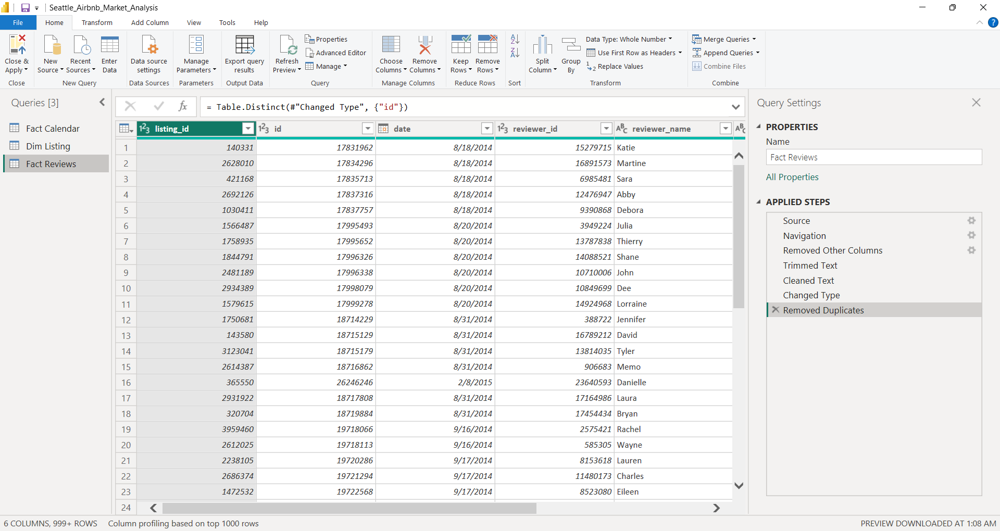 Seattle_Airbnb_Market_Analysis
File Home Transform Add Column View Tools Help
Close & Apply
Close
New Source
Recent Sources
Enter Data
New Query
Data source settings
Data Sources
Manage Parameters
Parameters
Export query results
Output Data
Refresh Preview
Properties
Advanced Editor
Manage
Query
Choose Columns
Remove Columns
Manage Columns
Keep Rows
Remove Rows
Reduce Rows
Sort
Split Column
Group By
Data Type: Whole Number
Use First Row as Headers
Replace Values
Transform
Merge Queries
Append Queries
Combine Files
Combine
Queries [3]
Fact Calendar
Dim Listing
Fact Reviews
fx = Table.Distinct(#"Changed Type", {"id"})
listing_id id date reviewer_id reviewer_name
1 140331 17831962 8/18/2014 15279715 Katie
2 2628010 17834296 8/18/2014 16891573 Martine
3 421168 17835713 8/18/2014 6985481 Sara
4 2692126 17837316 8/18/2014 12476947 Abby
5 1030411 17837757 8/18/2014 9390868 Debora
6 1566487 17995493 8/20/2014 3949224 Julia
7 1758935 17995652 8/20/2014 13787838 Thierry
8 1844791 17996326 8/20/2014 14088521 Shane
9 2481189 17996338 8/20/2014 10710006 John
10 2934389 17998079 8/20/2014 10849699 Dee
11 1579615 17999278 8/20/2014 14924968 Lorraine
12 1750681 18714229 8/31/2014 388722 Jennifer
13 143580 18715129 8/31/2014 16789212 David
14 3123041 18715179 8/31/2014 13814035 Tyler
15 2614387 18716862 8/31/2014 906683 Memo
16 365550 26246246 2/8/2015 23640593 Danielle
17 2931922 18717808 8/31/2014 17164986 Laura
18 320704 18719884 8/31/2014 17454434 Bryan
19 3959460 19718066 9/16/2014 2575421 Rachel
20 2612025 19718113 9/16/2014 585305 Wayne
21 2238105 19720286 9/17/2014 8153618 Lauren
22 2686374 19721294 9/17/2014 11480173 Charles
23 1472532 19722568 9/17/2014 8523080 Eileen
24
Query Settings
PROPERTIES
Name
Fact Reviews
All Properties
APPLIED STEPS
Source
Navigation
Removed Other Columns
Trimmed Text
Cleaned Text
Changed Type
Removed Duplicates
6 COLUMNS, 999+ ROWS Column profiling based on top 1000 rows PREVIEW DOWNLOADED AT 1:08 AM